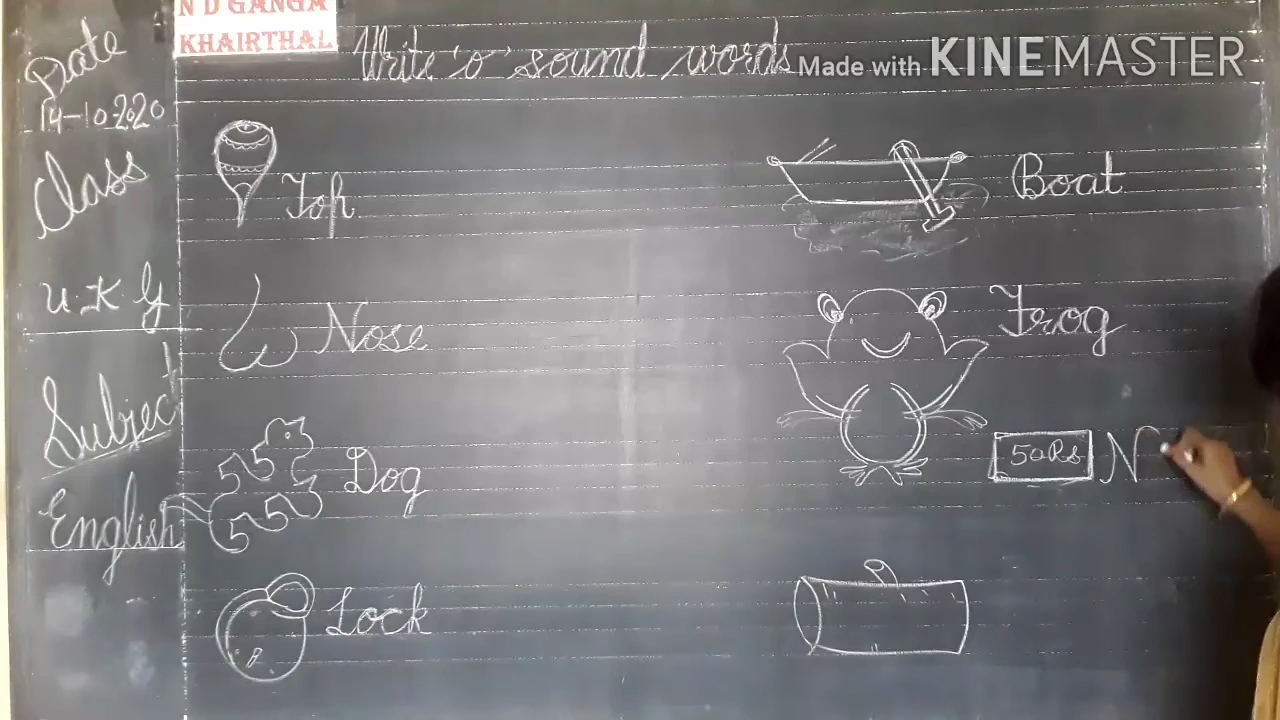 N D GANGA
KHAIRTHAL
Write 'o' sound words
Made with KINEMASTER
Date
14-10-2020
Class
U.K.G
Subject
English
Top
Boat
Nose
Frog
Dog
50Rs N
Lock